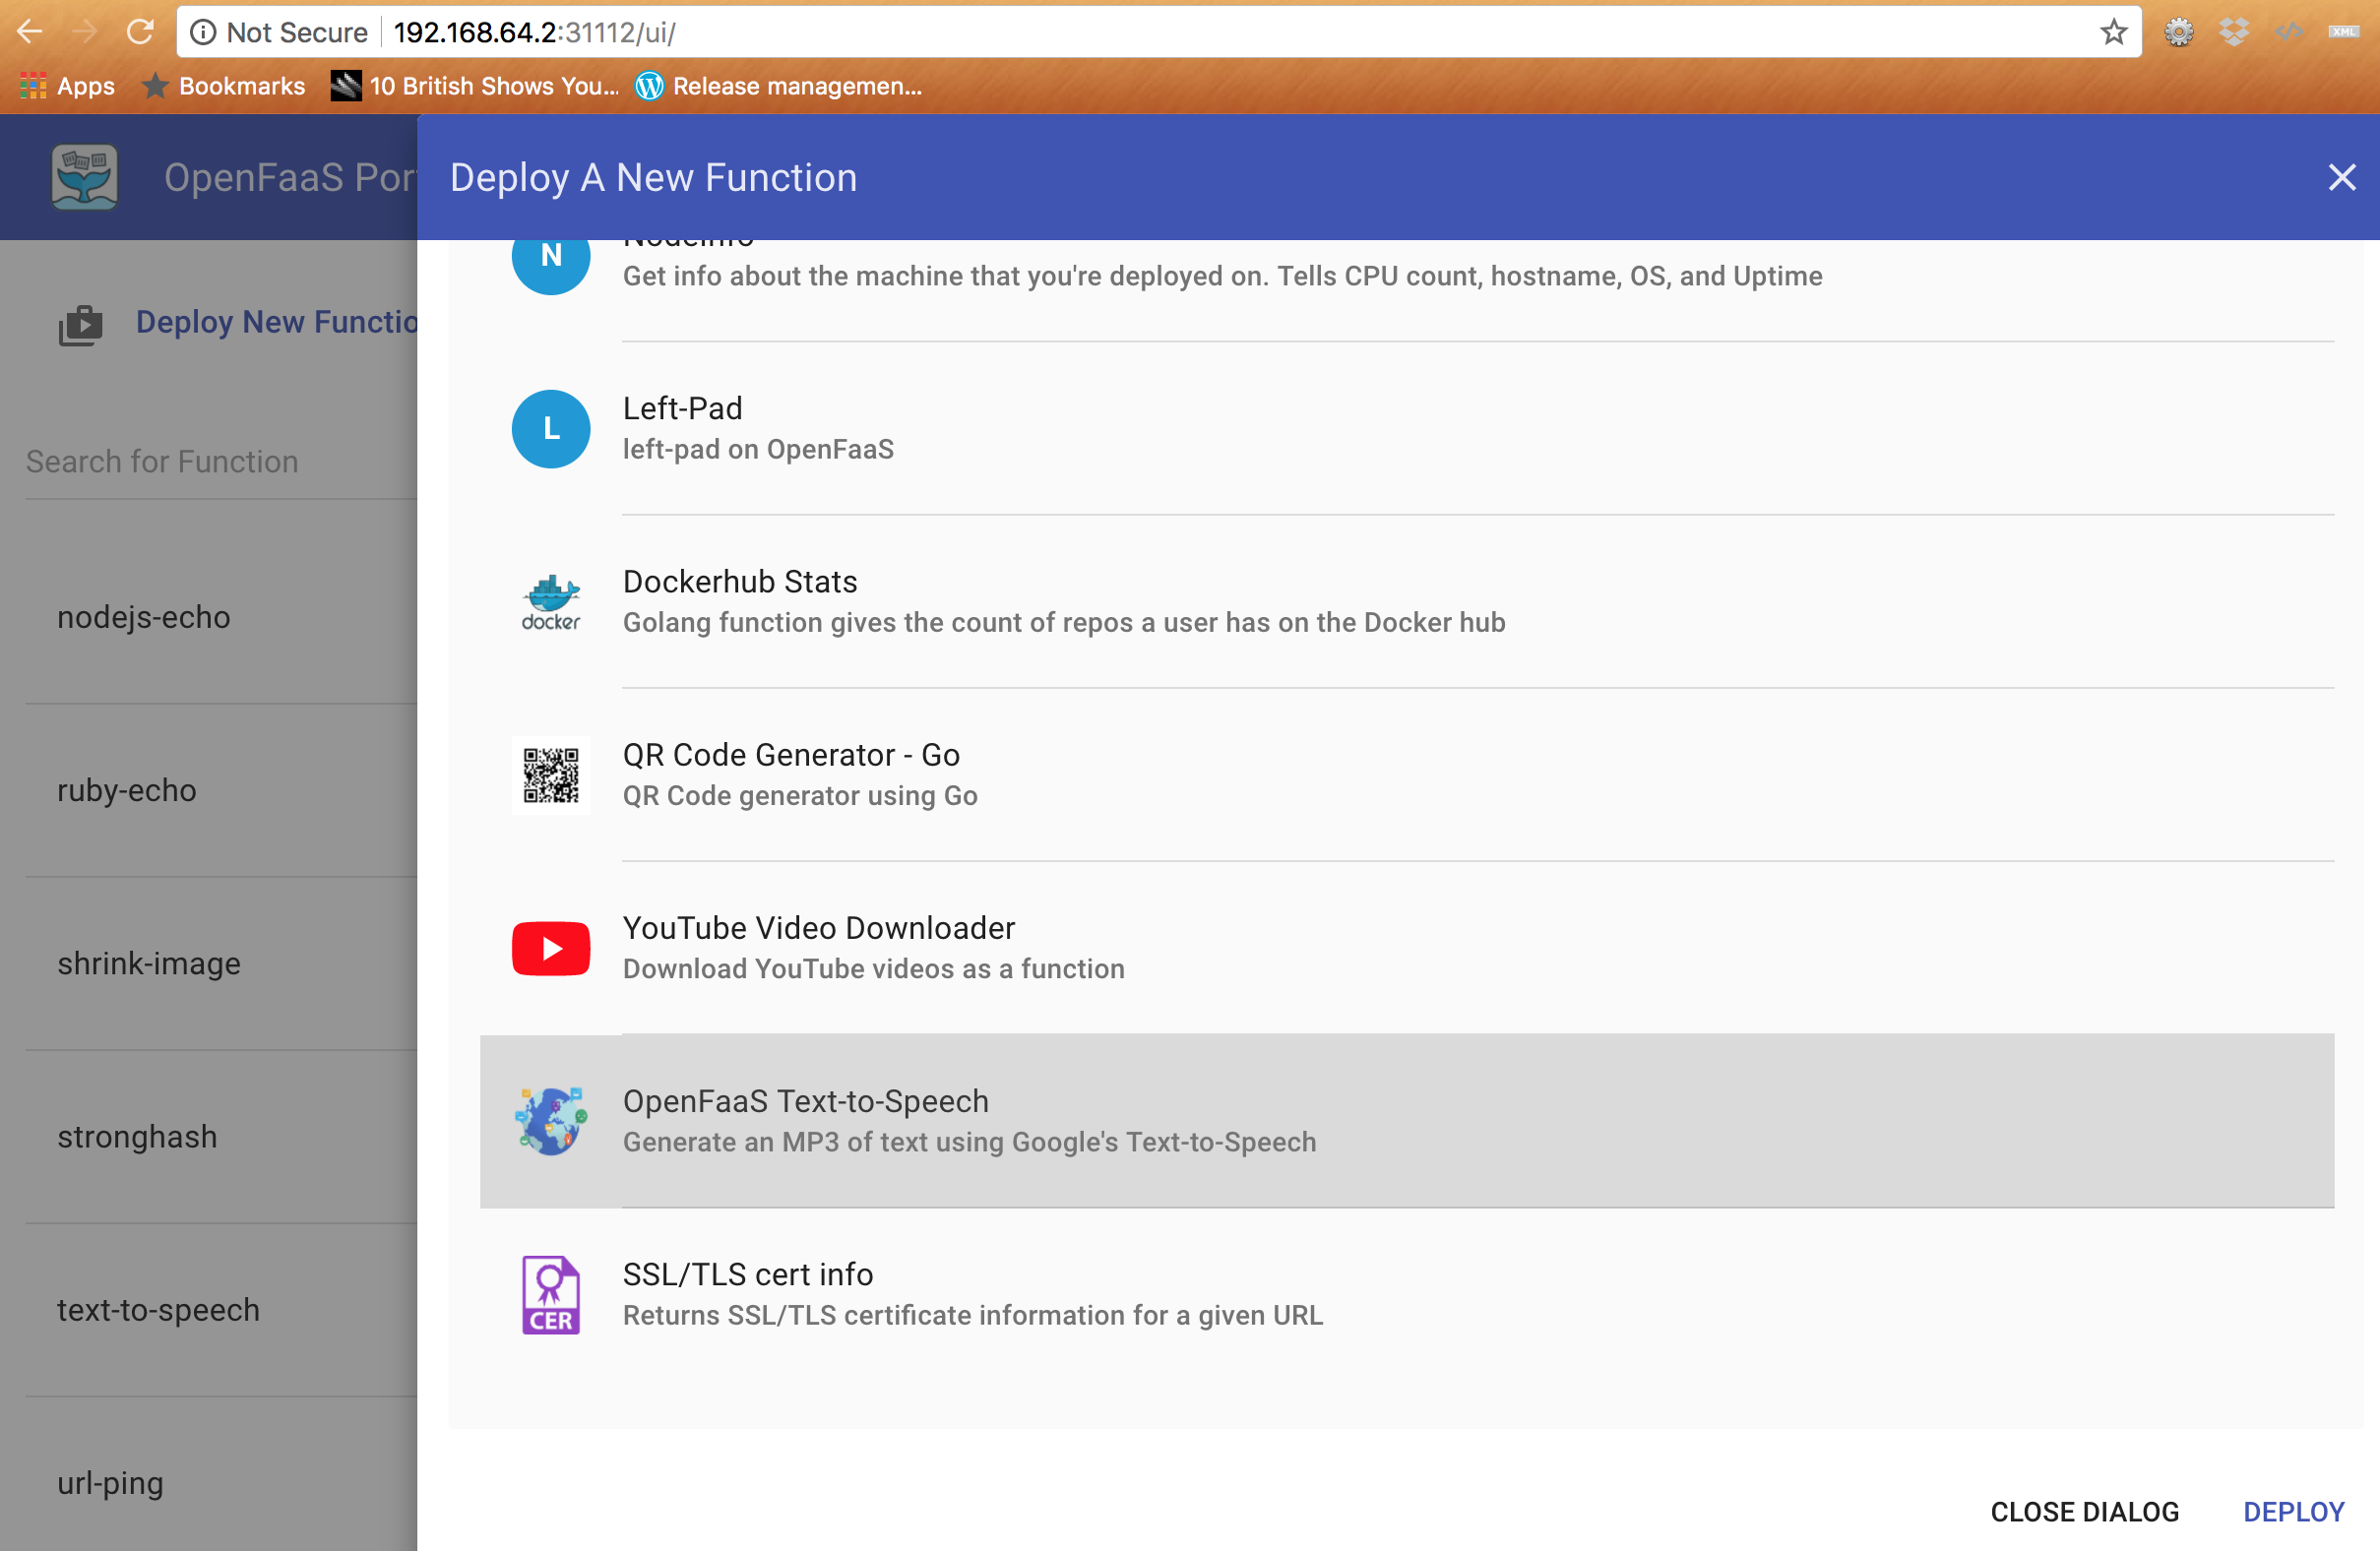 Not Secure 192.168.64.2:31112/ui/
XML
Apps Bookmarks 10 British Shows You... Release managemen...
OpenFaaS Por
Deploy New Functio
Search for Function
nodejs-echo
ruby-echo
shrink-image
stronghash
text-to-speech
url-ping
Deploy A New Function
N
NodeInfo
Get info about the machine that you're deployed on. Tells CPU count, hostname, OS, and Uptime
L
Left-Pad
left-pad on OpenFaaS
docker
Dockerhub Stats
Golang function gives the count of repos a user has on the Docker hub
QR Code Generator - Go
QR Code generator using Go
YouTube Video Downloader
Download YouTube videos as a function
OpenFaaS Text-to-Speech
Generate an MP3 of text using Google's Text-to-Speech
CER
SSL/TLS cert info
Returns SSL/TLS certificate information for a given URL
CLOSE DIALOG DEPLOY